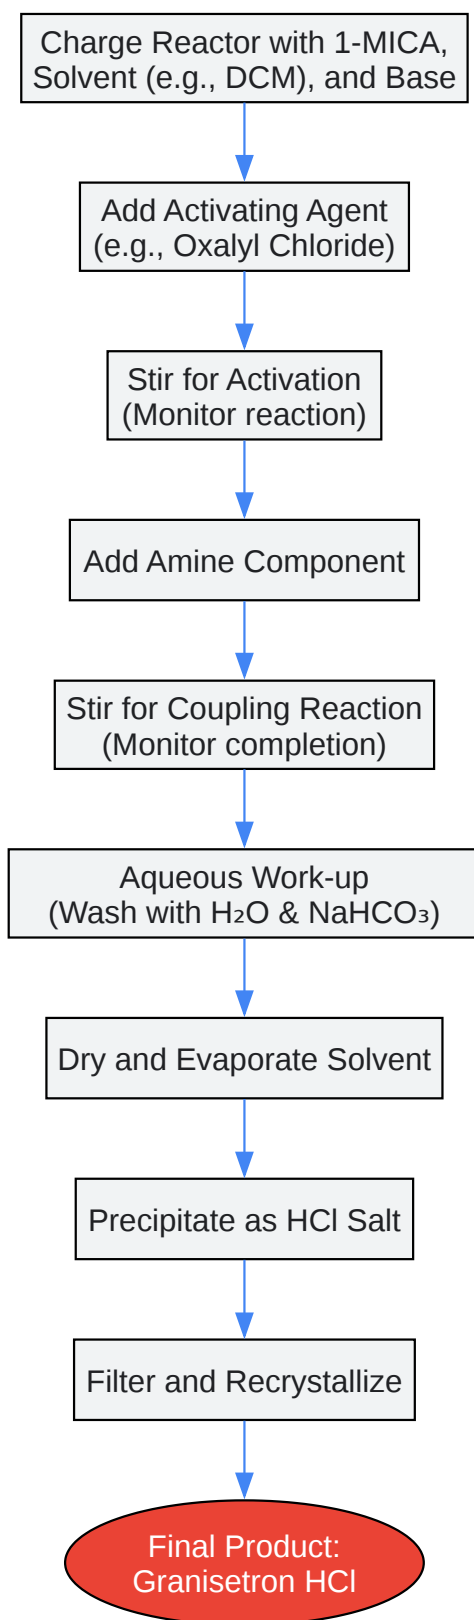 Charge Reactor with 1-MICA,
Solvent (e.g., DCM), and Base
Add Activating Agent
(e.g., Oxalyl Chloride)
Stir for Activation
(Monitor reaction)
Add Amine Component
Stir for Coupling Reaction
(Monitor completion)
Aqueous Work-up
(Wash with H₂O & NaHCO₃)
Dry and Evaporate Solvent
Precipitate as HCl Salt
Filter and Recrystallize
Final Product:
Granisetron HCl